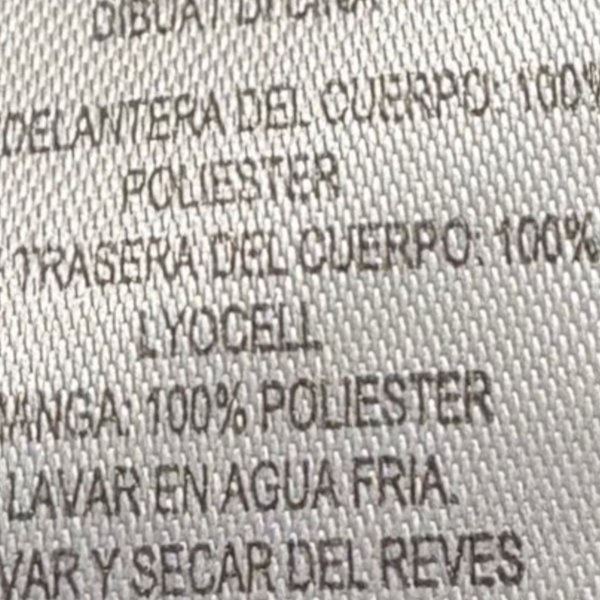 DELANTERA DEL CUERPO: 100%
POLIESTER
TRASERA DEL CUERPO: 100%
LYOCELL
MANGA: 100% POLIESTER
LAVAR EN AGUA FRIA.
VAR Y SECAR DEL REVES